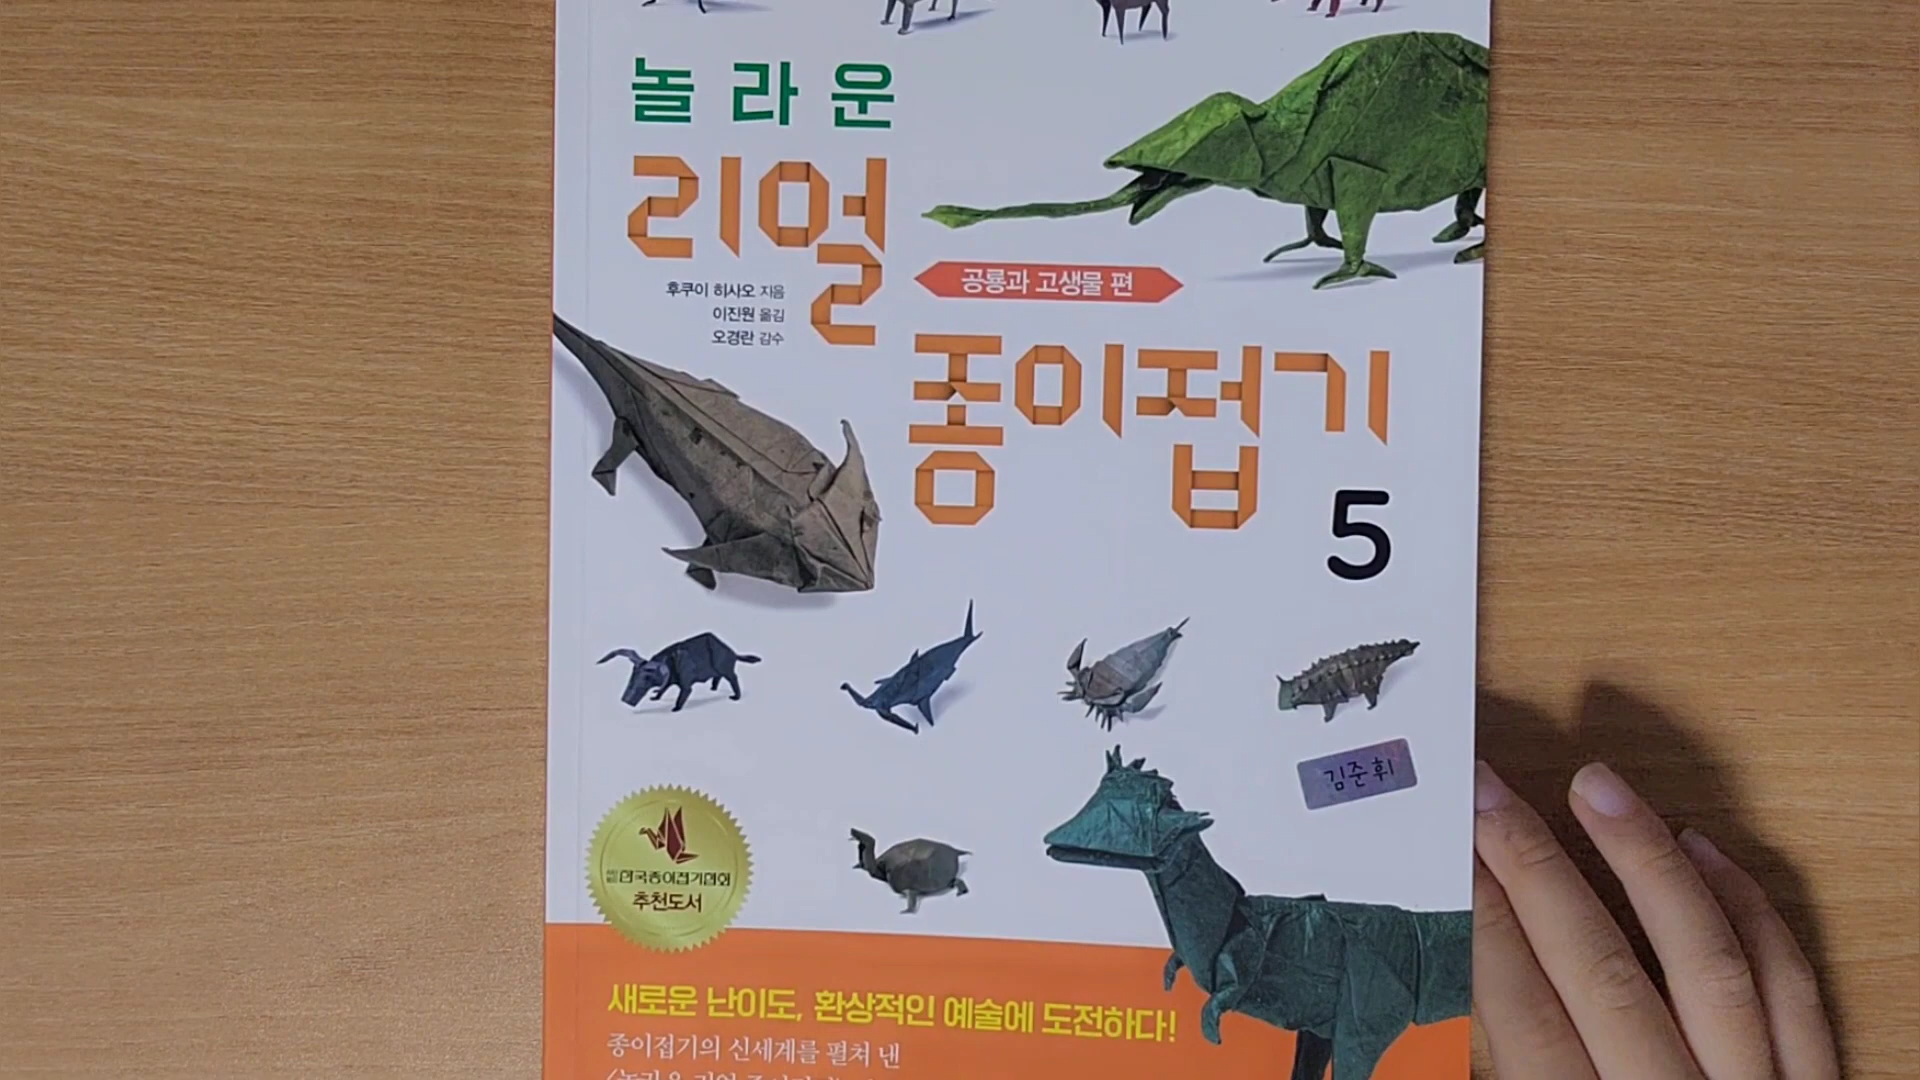 놀라운
리얼
공룡과 고생물 편
후쿠이 히사오 지음
이진원 옮김
오경란 감수
종이접기
5
김준휘
한국종이접기협회
추천도서
새로운 난이도, 환상적인 예술에 도전하다!
종이접기의 신세계를 펼쳐 낸